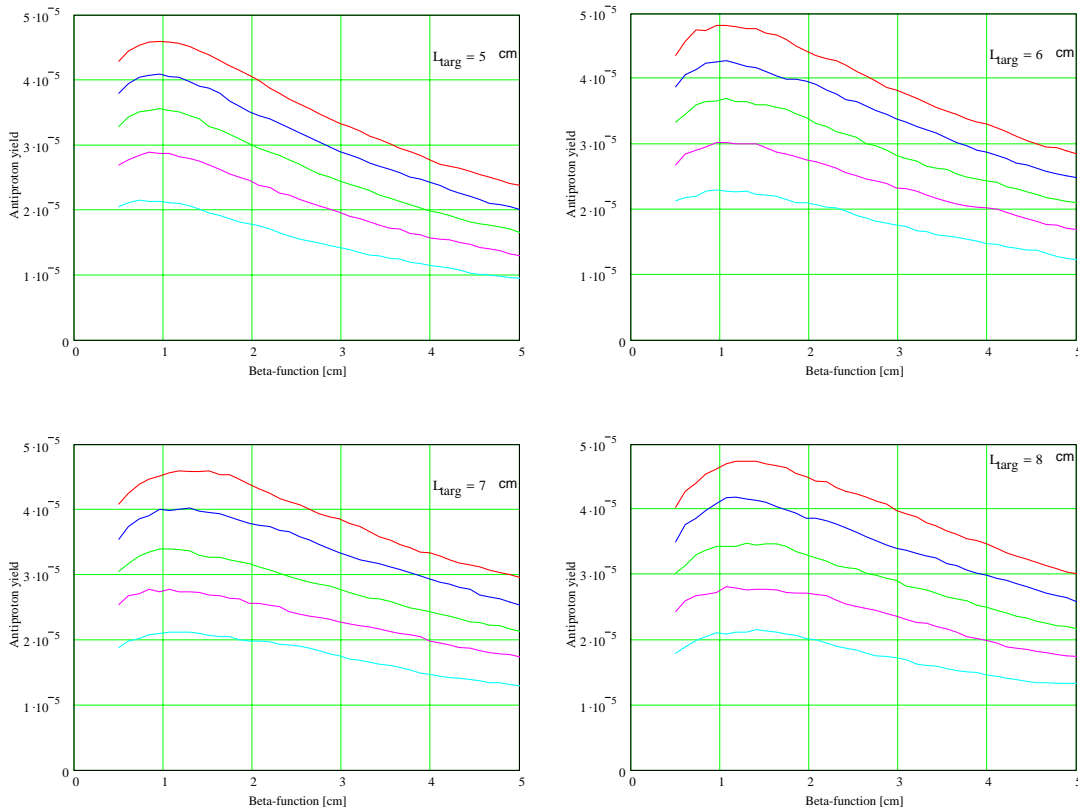 5·10⁻⁵
4·10⁻⁵
3·10⁻⁵
2·10⁻⁵
1·10⁻⁵
0
Antiproton yield
L_targ = 5 cm
0 1 2 3 4 5
Beta-function [cm]
5·10⁻⁵
4·10⁻⁵
3·10⁻⁵
2·10⁻⁵
1·10⁻⁵
0
Antiproton yield
L_targ = 6 cm
0 1 2 3 4 5
Beta-function [cm]
5·10⁻⁵
4·10⁻⁵
3·10⁻⁵
2·10⁻⁵
1·10⁻⁵
0
Antiproton yield
L_targ = 7 cm
0 1 2 3 4 5
Beta-function [cm]
5·10⁻⁵
4·10⁻⁵
3·10⁻⁵
2·10⁻⁵
1·10⁻⁵
0
Antiproton yield
L_targ = 8 cm
0 1 2 3 4 5
Beta-function [cm]